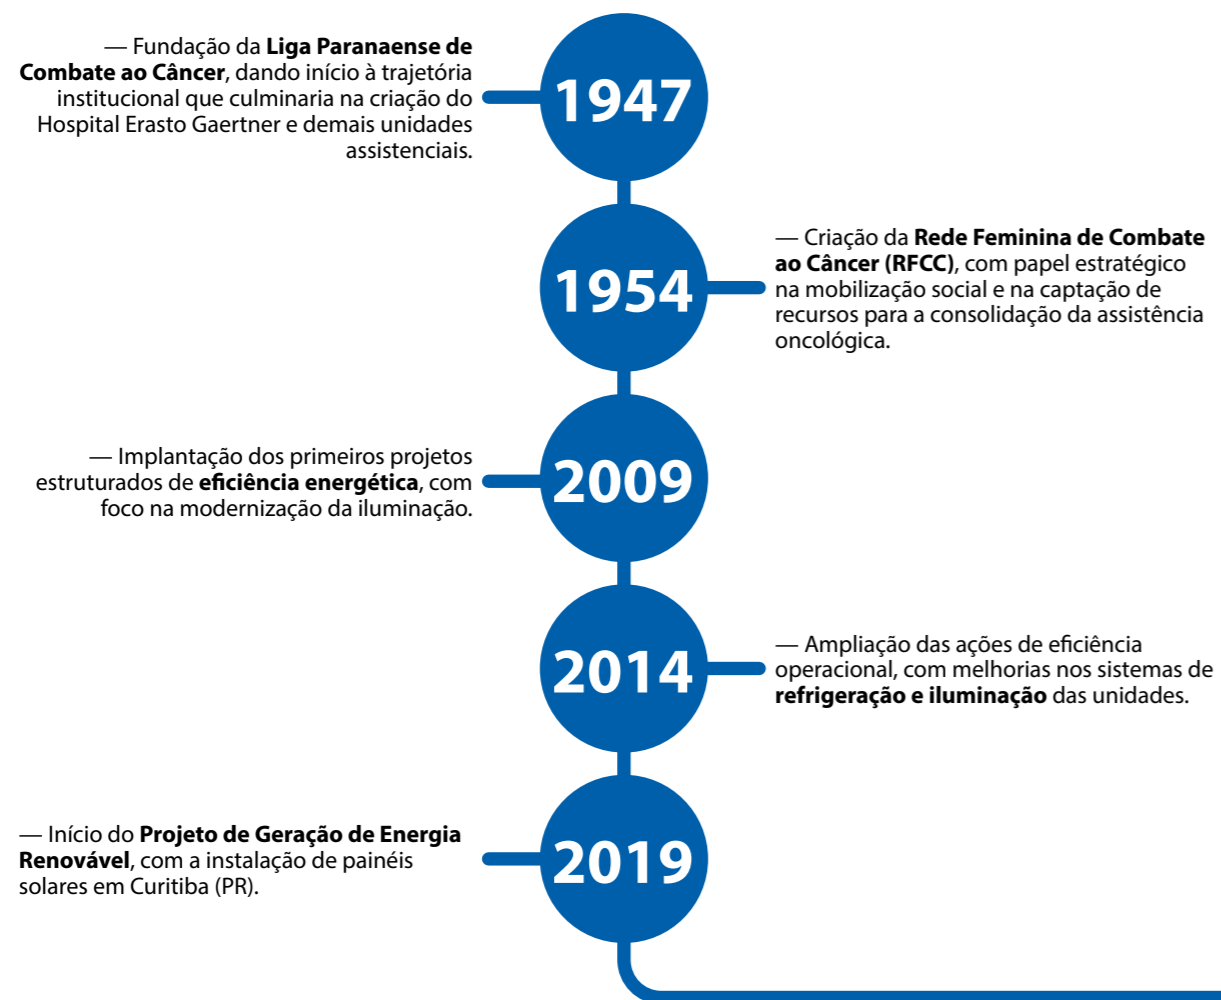 — Fundação da Liga Paranaense de
Combate ao Câncer, dando início à trajetória
institucional que culminaria na criação do
Hospital Erasto Gaertner e demais unidades
assistenciais.
1947
1954
— Criação da Rede Feminina de Combate
ao Câncer (RFCC), com papel estratégico
na mobilização social e na captação de
recursos para a consolidação da assistência
oncológica.
— Implantação dos primeiros projetos
estruturados de eficiência energética, com
foco na modernização da iluminação.
2009
2014
— Ampliação das ações de eficiência
operacional, com melhorias nos sistemas de
refrigeração e iluminação das unidades.
— Início do Projeto de Geração de Energia
Renovável, com a instalação de painéis
solares em Curitiba (PR).
2019